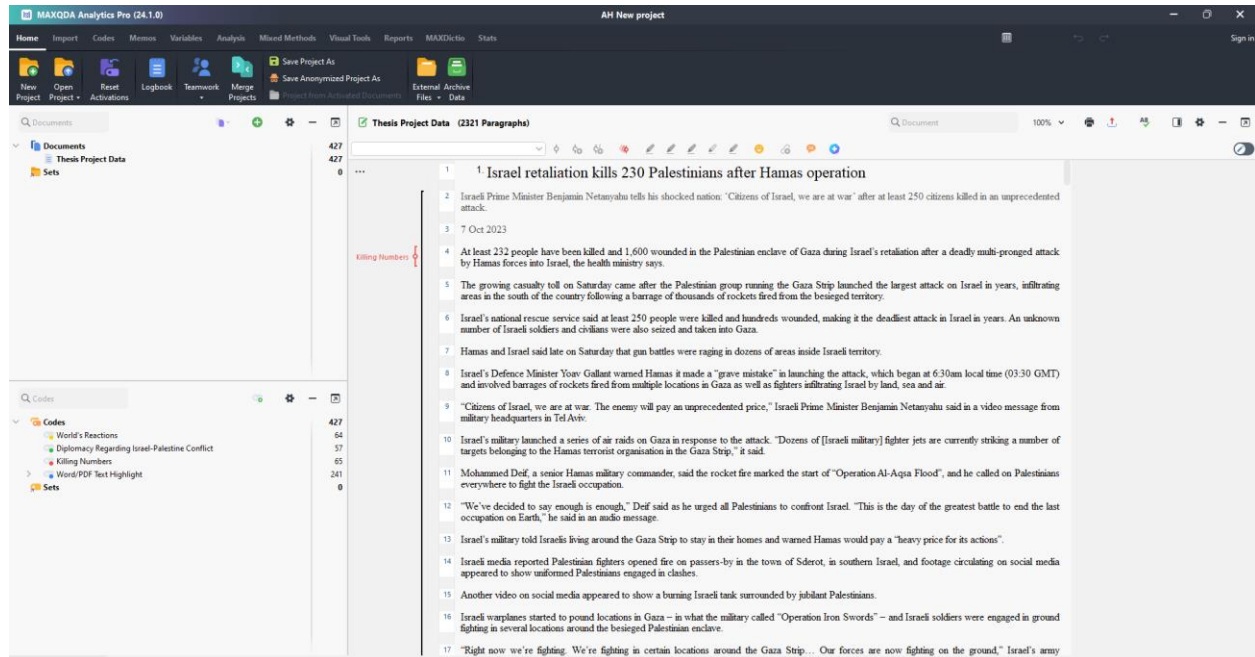 MAXQDA Analytics Pro (24.1.0)
AH New project
Home Import Codes Memos Variables Analysis Mixed Methods Visual Tools Reports MAXDictio Stats
Sign in
New Project
Open Project
Reset Activations
Logbook
Teamwork
Merge Projects
Save Project As
Save Anonymized Project As
Project from Activated Documents
External Files
Archive Data
Documents
Documents 427
Thesis Project Data 427
Sets 0
Codes
Codes 427
World's Reactions 64
Diplomacy Regarding Israel-Palestine Conflict 57
Killing Numbers 65
Word/PDF Text Highlight 241
Sets 0
Thesis Project Data (2321 Paragraphs)
Document
100%
Killing Numbers
1 1. Israel retaliation kills 230 Palestinians after Hamas operation
2 Israeli Prime Minister Benjamin Netanyahu tells his shocked nation: 'Citizens of Israel, we are at war' after at least 250 citizens killed in an unprecedented
attack.
3 7 Oct 2023
4 At least 232 people have been killed and 1,600 wounded in the Palestinian enclave of Gaza during Israel's retaliation after a deadly multi-pronged attack
by Hamas forces into Israel, the health ministry says.
5 The growing casualty toll on Saturday came after the Palestinian group running the Gaza Strip launched the largest attack on Israel in years, infiltrating
areas in the south of the country following a barrage of thousands of rockets fired from the besieged territory.
6 Israel's national rescue service said at least 250 people were killed and hundreds wounded, making it the deadliest attack in Israel in years. An unknown
number of Israeli soldiers and civilians were also seized and taken into Gaza.
7 Hamas and Israel said late on Saturday that gun battles were raging in dozens of areas inside Israeli territory.
8 Israel's Defence Minister Yoav Gallant warned Hamas it made a "grave mistake" in launching the attack, which began at 6:30am local time (03:30 GMT)
and involved barrages of rockets fired from multiple locations in Gaza as well as fighters infiltrating Israel by land, sea and air.
9 "Citizens of Israel, we are at war. The enemy will pay an unprecedented price," Israeli Prime Minister Benjamin Netanyahu said in a video message from
military headquarters in Tel Aviv.
10 Israel's military launched a series of air raids on Gaza in response to the attack. "Dozens of [Israeli military] fighter jets are currently striking a number of
targets belonging to the Hamas terrorist organisation in the Gaza Strip," it said.
11 Mohammed Deif, a senior Hamas military commander, said the rocket fire marked the start of "Operation Al-Aqsa Flood", and he called on Palestinians
everywhere to fight the Israeli occupation.
12 "We've decided to say enough is enough," Deif said as he urged all Palestinians to confront Israel. "This is the day of the greatest battle to end the last
occupation on Earth," he said in an audio message.
13 Israel's military told Israelis living around the Gaza Strip to stay in their homes and warned Hamas would pay a "heavy price for its actions".
14 Israeli media reported Palestinian fighters opened fire on passers-by in the town of Sderot, in southern Israel, and footage circulating on social media
appeared to show uniformed Palestinians engaged in clashes.
15 Another video on social media appeared to show a burning Israeli tank surrounded by jubilant Palestinians.
16 Israeli warplanes started to pound locations in Gaza – in what the military called "Operation Iron Swords" – and Israeli soldiers were engaged in ground
fighting in several locations around the besieged Palestinian enclave.
17 "Right now we're fighting. We're fighting in certain locations around the Gaza Strip… Our forces are now fighting on the ground," Israel's army